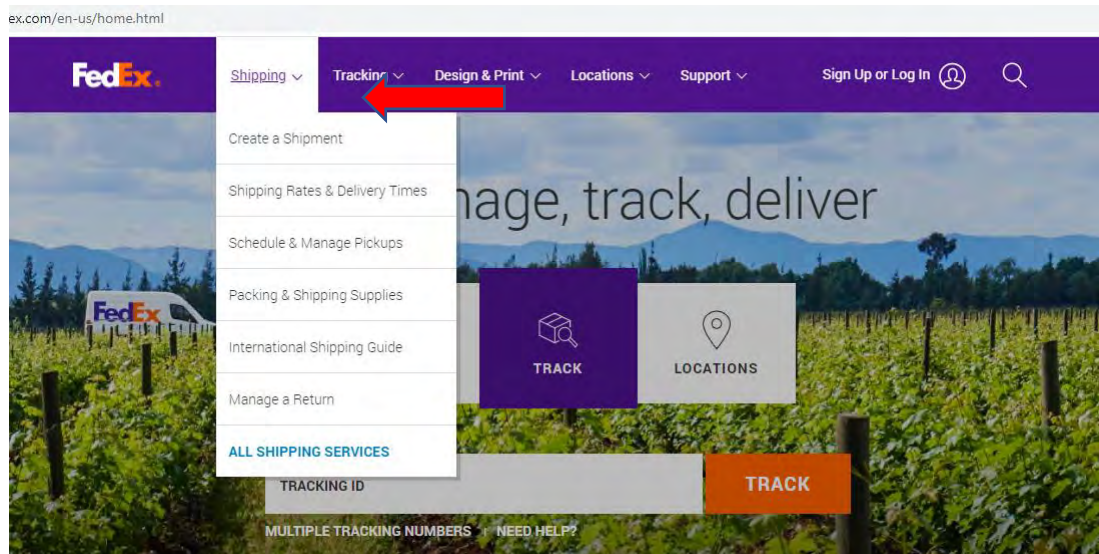 ex.com/en-us/home.html
FedEx. Shipping Tracking Design & Print Locations Support Sign Up or Log In
Create a Shipment
Shipping Rates & Delivery Times
nage, track, deliver
Schedule & Manage Pickups
Packing & Shipping Supplies
FedEx
International Shipping Guide
TRACK LOCATIONS
Manage a Return
ALL SHIPPING SERVICES
TRACKING ID TRACK
MULTIPLE TRACKING NUMBERS | NEED HELP?